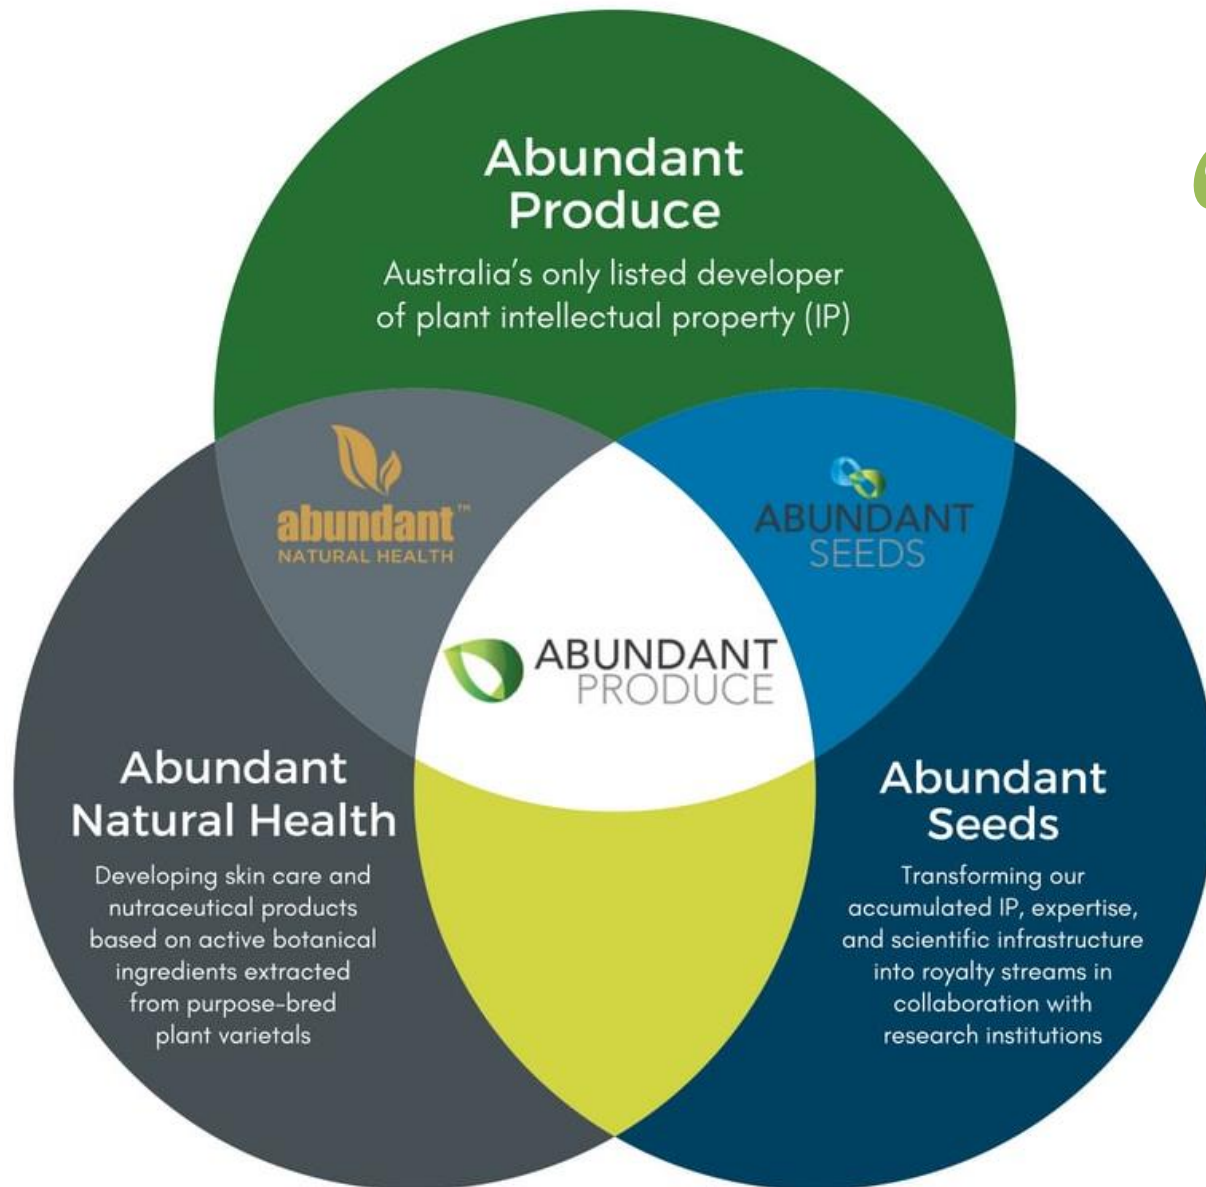 Abundant
Produce
Australia's only listed developer
of plant intellectual property (IP)
abundant™
NATURAL HEALTH
ABUNDANT
SEEDS
ABUNDANT
PRODUCE
Abundant
Natural Health
Developing skin care and
nutraceutical products
based on active botanical
ingredients extracted
from purpose-bred
plant varietals
Abundant
Seeds
Transforming our
accumulated IP, expertise,
and scientific infrastructure
into royalty streams in
collaboration with
research institutions